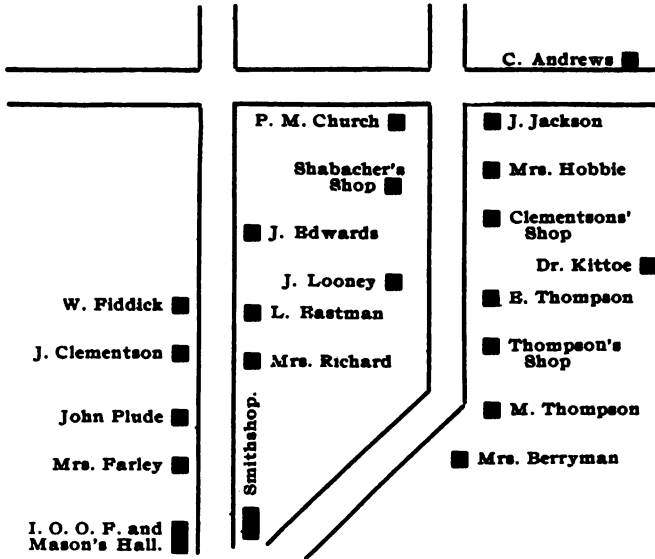 C. Andrews
P. M. Church
J. Jackson
Shabacher's
Shop
Mrs. Hobbie
J. Edwards
Clementsons'
Shop
Dr. Kittoe
J. Looney
W. Fiddick
L. Eastman
E. Thompson
J. Clementson
Mrs. Richard
Thompson's
Shop
John Plude
Smithshop.
M. Thompson
Mrs. Farley
Mrs. Berryman
I. O. O. F. and
Mason's Hall.